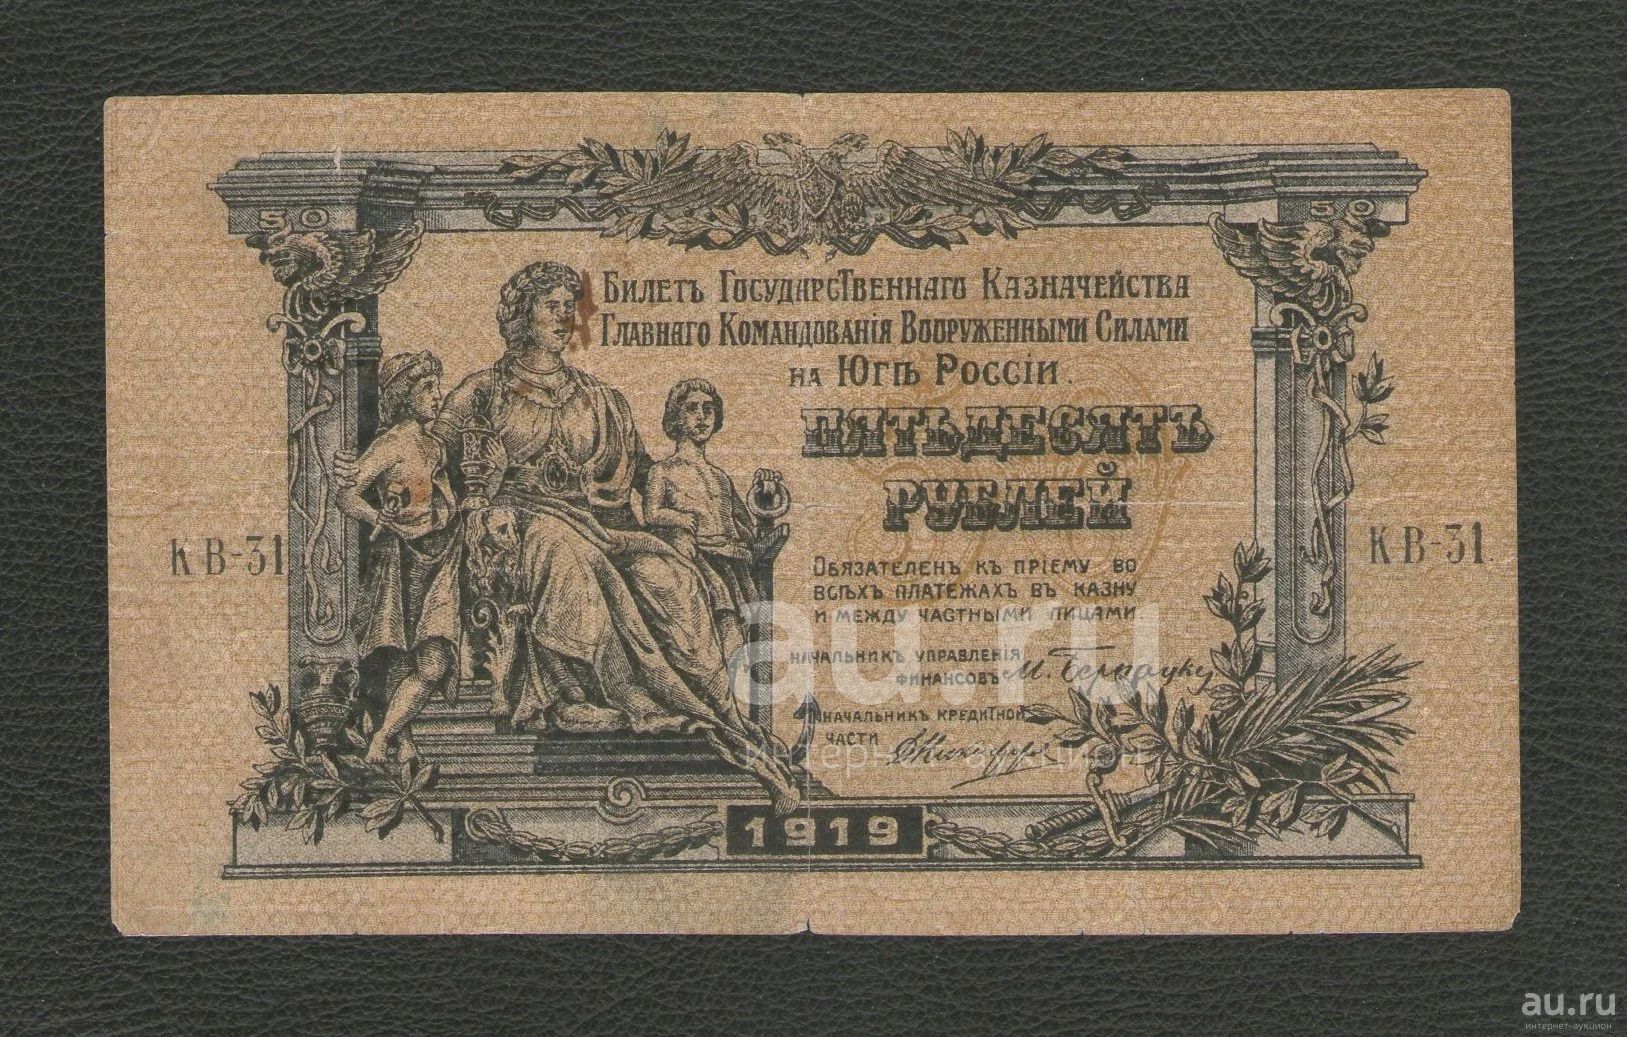 50
50
Билетъ Государственнаго Казначейства
Главнаго Командованія Вооруженными Силами
на Югѣ Россіи.
ПЯТЬДЕСЯТЪ
РУБЛЕЙ
КВ-31
КВ-31.
Обязателенъ къ пріему во
всѣхъ платежахъ въ казну
и между частными лицами.
au.ru
интернет-аукцион
Начальникъ управленія
финансовъ
Начальникъ кредитной
части
1919
au.ru
интернет-аукцион